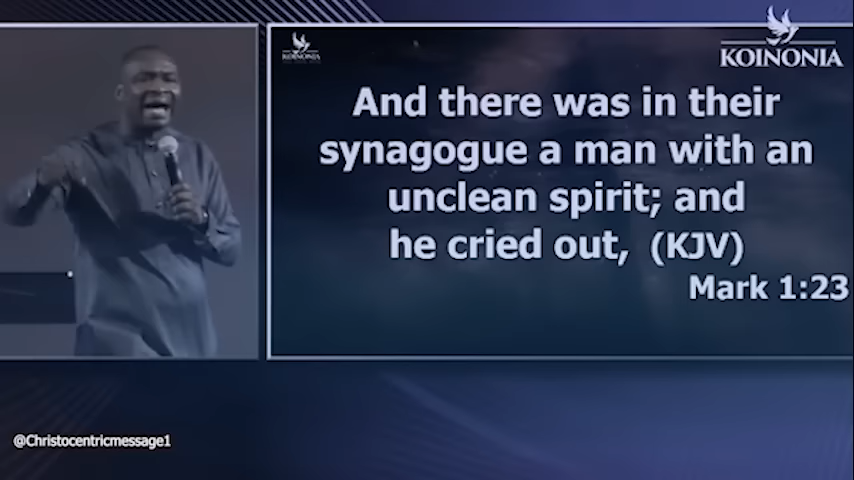 KOINONIA
KOINONIA
And there was in their
synagogue a man with an
unclean spirit; and
he cried out, (KJV)
Mark 1:23
@Christocentricmessage1